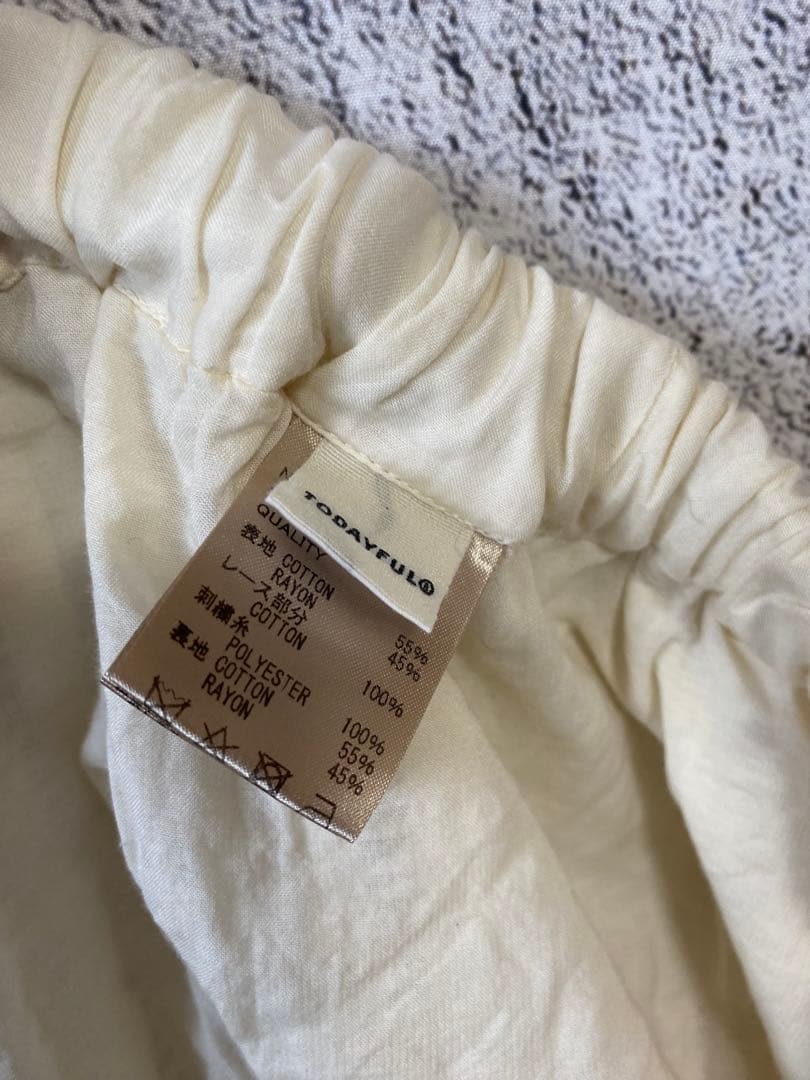 TODAYFUL®
QUALITY
表地 COTTON 55%
RAYON 45%
レース部分
COTTON 100%
刺繍糸
POLYESTER 100%
裏地 COTTON 55%
RAYON 45%